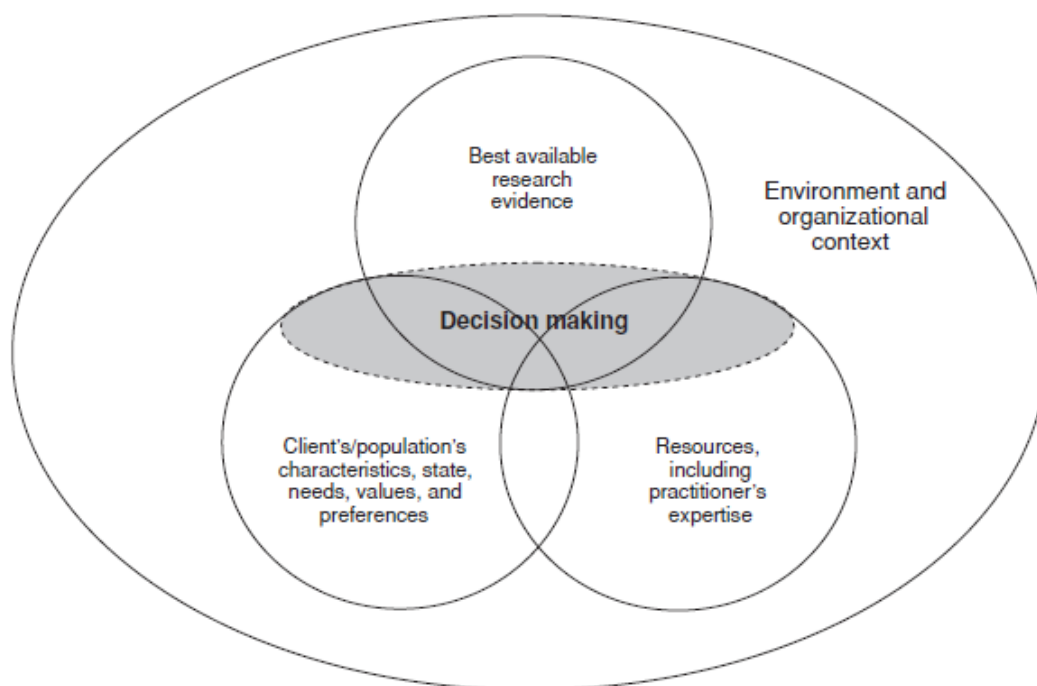 Best available
research
evidence
Environment and
organizational
context
Decision making
Client's/population's
characteristics, state,
needs, values, and
preferences
Resources,
including
practitioner's
expertise